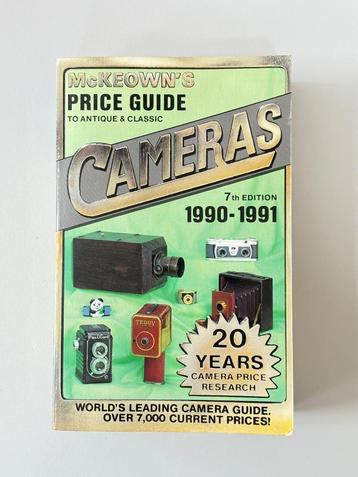 McKEOWN'S
PRICE GUIDE
TO ANTIQUE & CLASSIC
CAMERAS
7th EDITION
1990-1991
TEDDY
20
YEARS
CAMERA PRICE
RESEARCH
WORLD'S LEADING CAMERA GUIDE.
OVER 7,000 CURRENT PRICES!